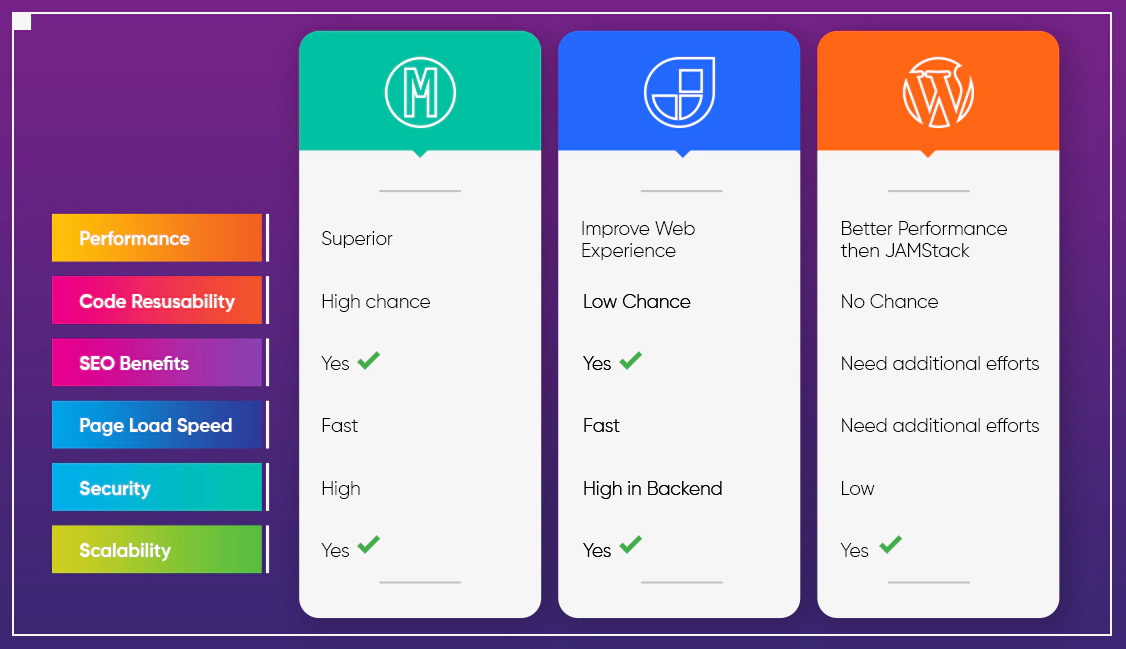 M
W
Performance
Superior
Improve Web
Experience
Better Performance
then JAMStack
Code Resusability
High chance
Low Chance
No Chance
SEO Benefits
Yes
Yes
Need additional efforts
Page Load Speed
Fast
Fast
Need additional efforts
Security
High
High in Backend
Low
Scalability
Yes
Yes
Yes